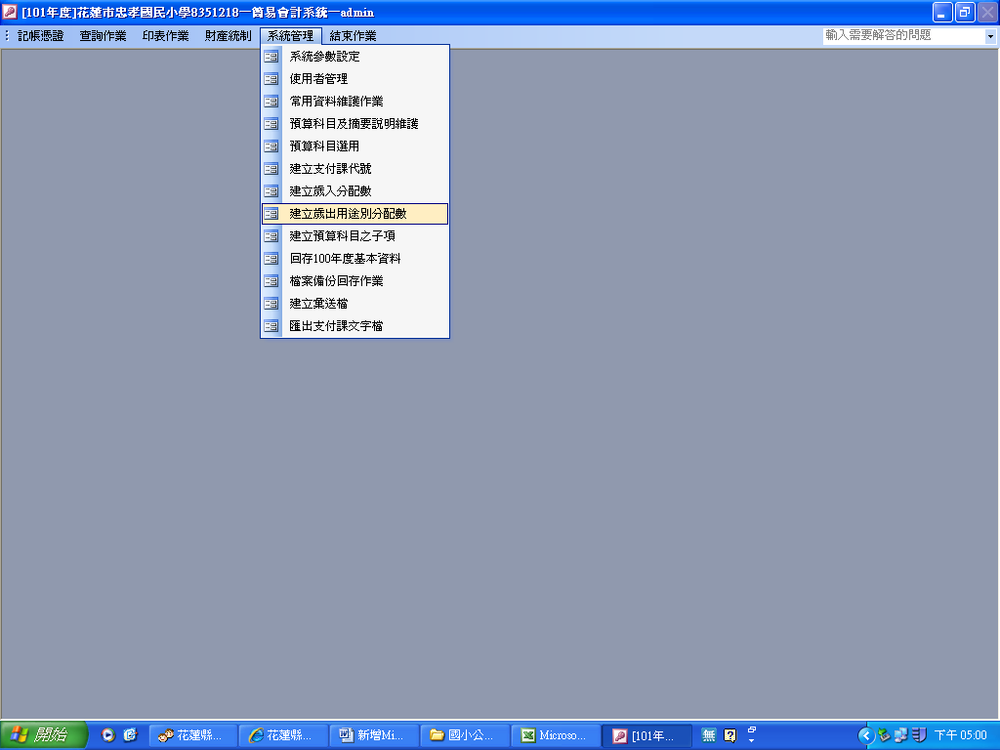 [101年度]花蓮市忠孝國民小學8351218—簡易會計系統—admin
記帳憑證 查詢作業 印表作業 財產統制 系統管理 結束作業 輸入需要解答的問題
系統參數設定
使用者管理
常用資料維護作業
預算科目及摘要說明維護
預算科目選用
建立支付課代號
建立歲入分配數
建立歲出用途別分配數
建立預算科目之子項
回存100年度基本資料
檔案備份回存作業
建立彙送檔
匯出支付課文字檔
開始 花蓮縣... 花蓮縣... 新增Mi... 國小公... Microso... [101年... 無 下午 05:00